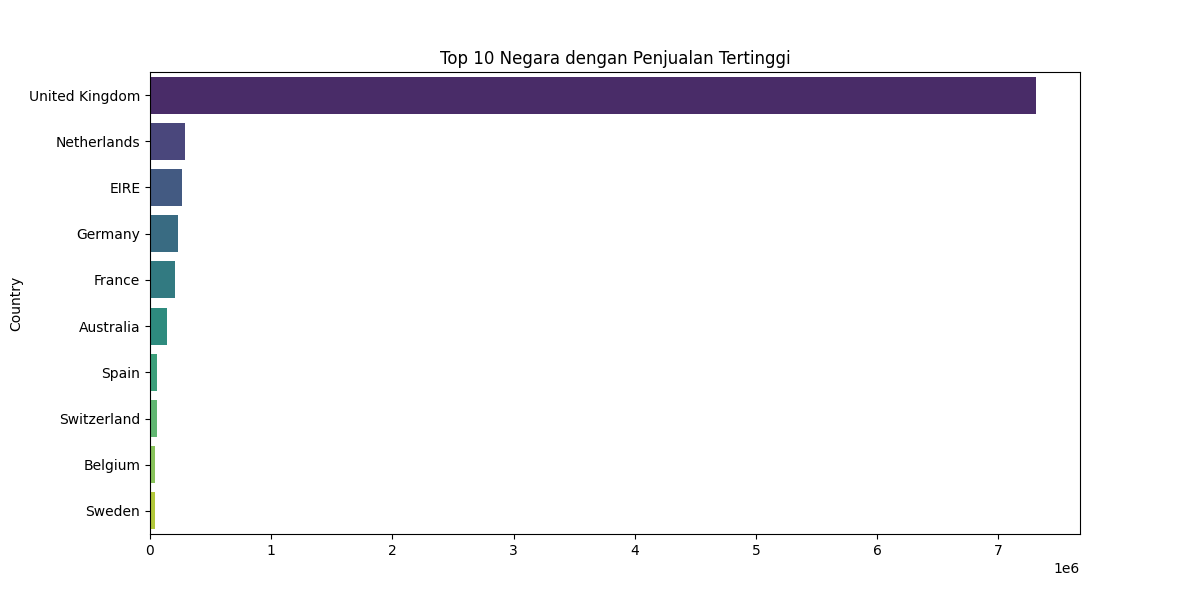 Top 10 Negara dengan Penjualan Tertinggi
Country
United Kingdom
Netherlands
EIRE
Germany
France
Australia
Spain
Switzerland
Belgium
Sweden
0 1 2 3 4 5 6 7
1e6